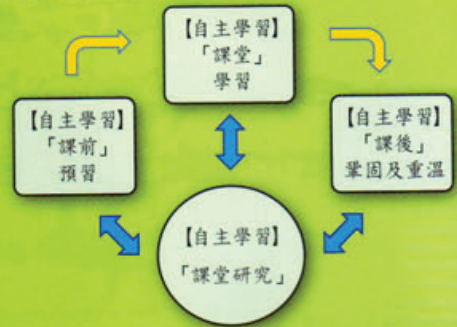 【自主學習】
「課堂」
學習
【自主學習】
「課前」
預習
【自主學習】
「課後」
鞏固及重溫
【自主學習】
「課堂研究」